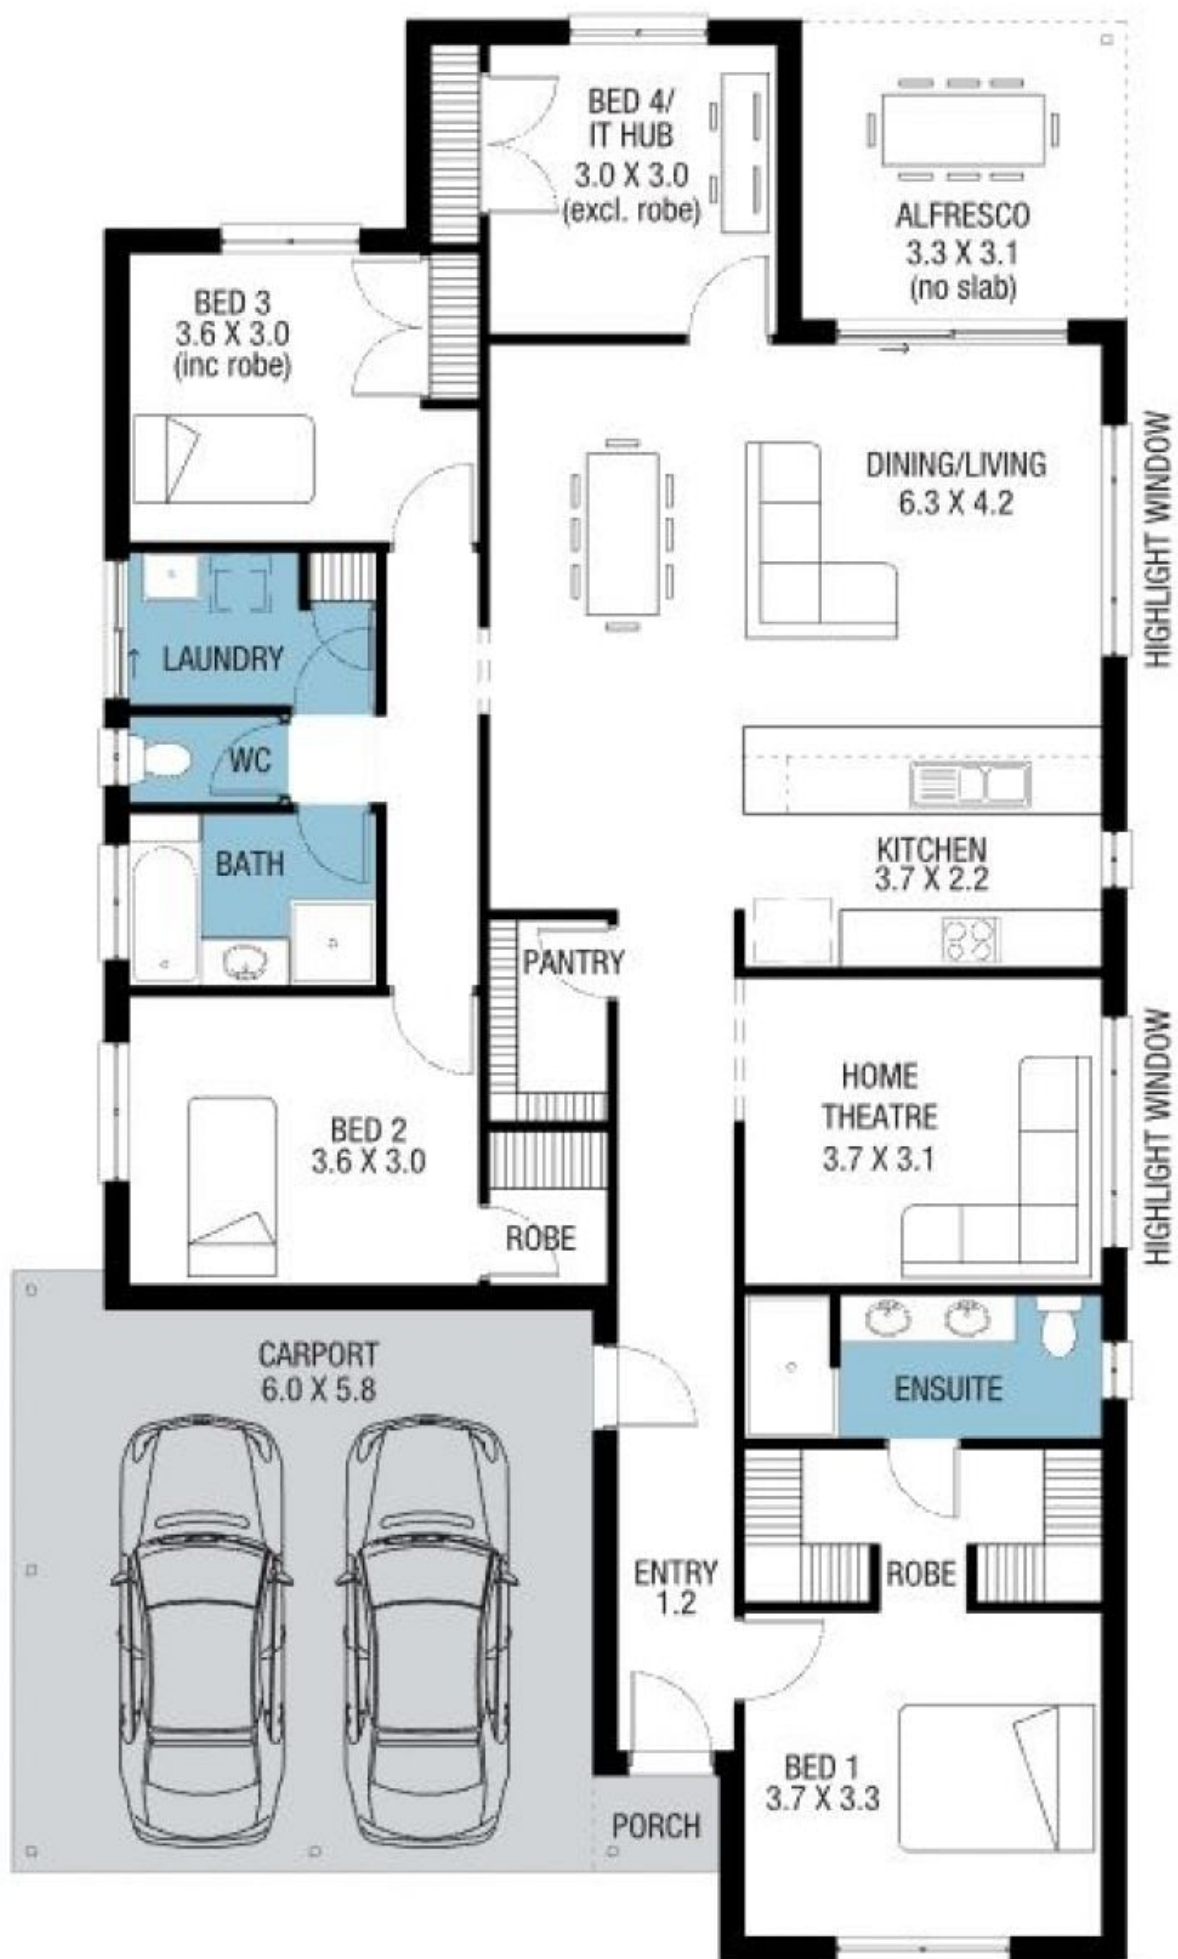 BED 4/
IT HUB
3.0 X 3.0
(excl. robe)
ALFRESCO
3.3 X 3.1
(no slab)
BED 3
3.6 X 3.0
(inc robe)
DINING/LIVING
6.3 X 4.2
HIGHLIGHT WINDOW
LAUNDRY
WC
BATH
KITCHEN
3.7 X 2.2
PANTRY
HOME
THEATRE
3.7 X 3.1
HIGHLIGHT WINDOW
BED 2
3.6 X 3.0
ROBE
CARPORT
6.0 X 5.8
ENSUITE
ENTRY
1.2
ROBE
BED 1
3.7 X 3.3
PORCH